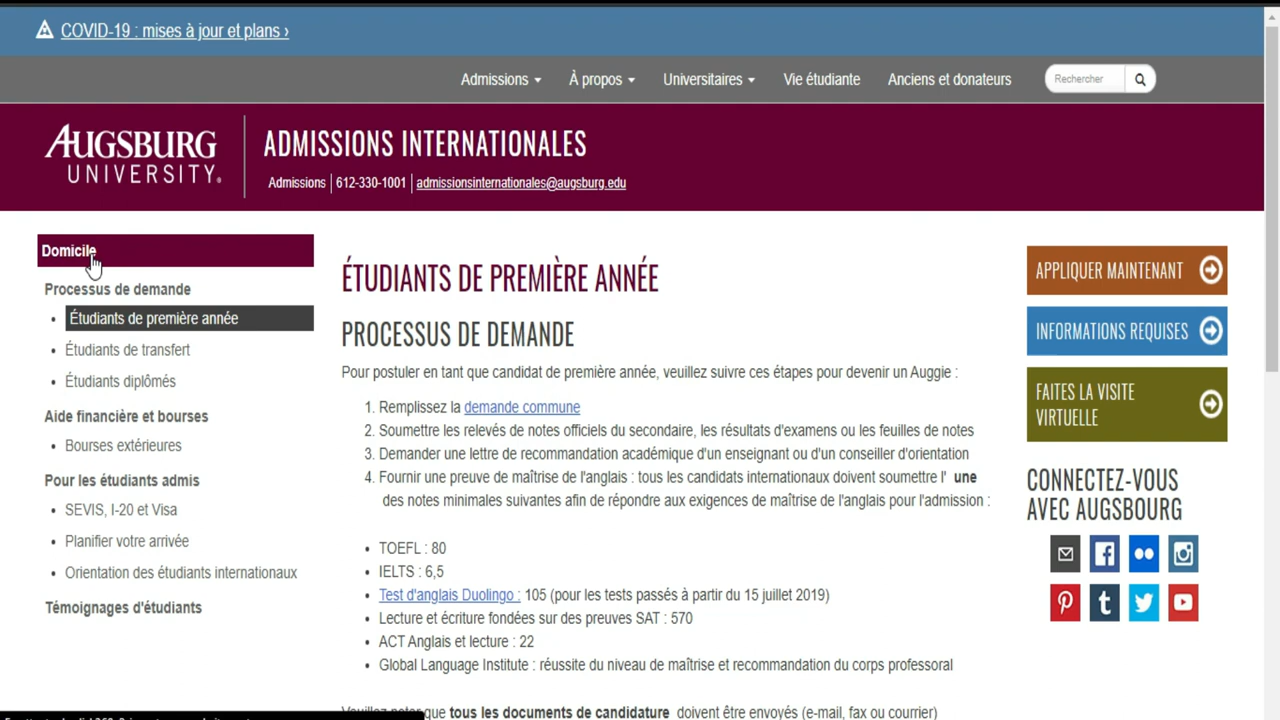 COVID-19 : mises à jour et plans ›
Admissions À propos Universitaires Vie étudiante Anciens et donateurs Rechercher
AUGSBURG UNIVERSITY®
ADMISSIONS INTERNATIONALES
Admissions 612-330-1001 admissionsinternationales@augsburg.edu
Domicile
Processus de demande
• Étudiants de première année
• Étudiants de transfert
• Étudiants diplômés
Aide financière et bourses
• Bourses extérieures
Pour les étudiants admis
• SEVIS, I-20 et Visa
• Planifier votre arrivée
• Orientation des étudiants internationaux
Témoignages d'étudiants
ÉTUDIANTS DE PREMIÈRE ANNÉE
PROCESSUS DE DEMANDE
Pour postuler en tant que candidat de première année, veuillez suivre ces étapes pour devenir un Auggie :
1. Remplissez la demande commune
2. Soumettre les relevés de notes officiels du secondaire, les résultats d'examens ou les feuilles de notes
3. Demander une lettre de recommandation académique d'un enseignant ou d'un conseiller d'orientation
4. Fournir une preuve de maîtrise de l'anglais : tous les candidats internationaux doivent soumettre l' une
des notes minimales suivantes afin de répondre aux exigences de maîtrise de l'anglais pour l'admission :
• TOEFL : 80
• IELTS : 6,5
• Test d'anglais Duolingo : 105 (pour les tests passés à partir du 15 juillet 2019)
• Lecture et écriture fondées sur des preuves SAT : 570
• ACT Anglais et lecture : 22
• Global Language Institute : réussite du niveau de maîtrise et recommandation du corps professoral
Veuillez noter que tous les documents de candidature doivent être envoyés (e-mail, fax ou courrier)
APPLIQUER MAINTENANT
INFORMATIONS REQUISES
FAITES LA VISITE
VIRTUELLE
CONNECTEZ-VOUS
AVEC AUGSBOURG